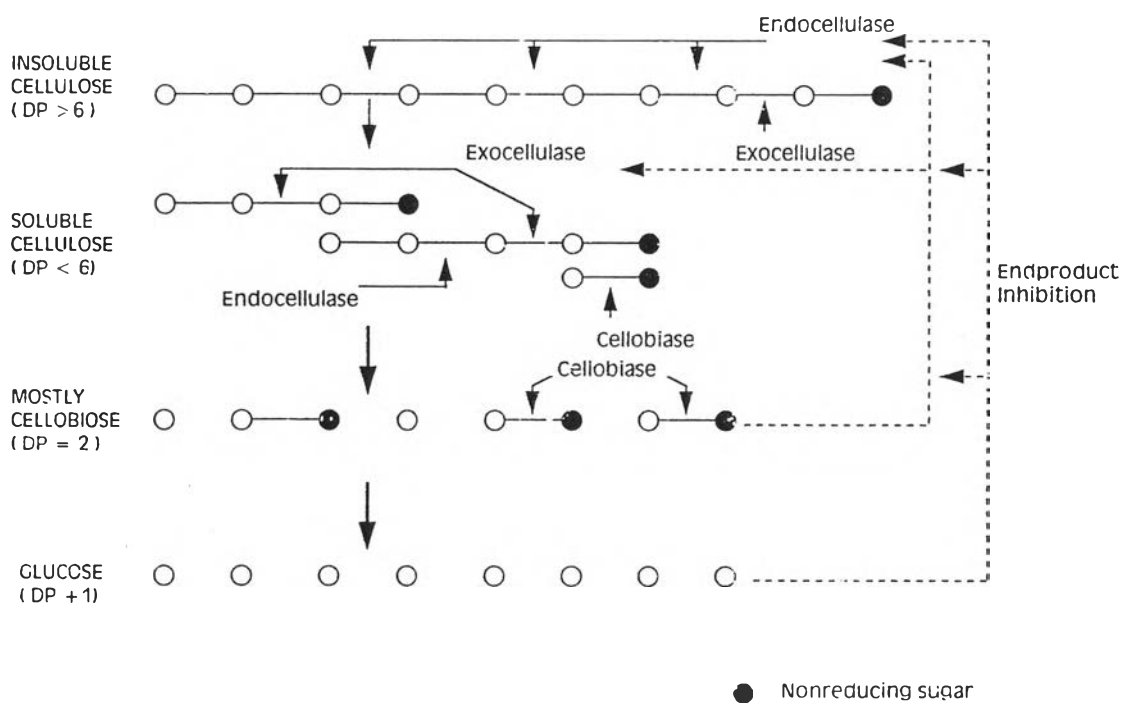 Endocellulase
INSOLUBLE
CELLULOSE
( DP > 6 )
Exocellulase
Exocellulase
SOLUBLE
CELLULOSE
( DP < 6)
Endocellulase
Endproduct
Inhibition
Cellobiase
Cellobiase
MOSTLY
CELLOBIOSE
( DP = 2 )
GLUCOSE
( DP + 1 )
Nonreducing sugar